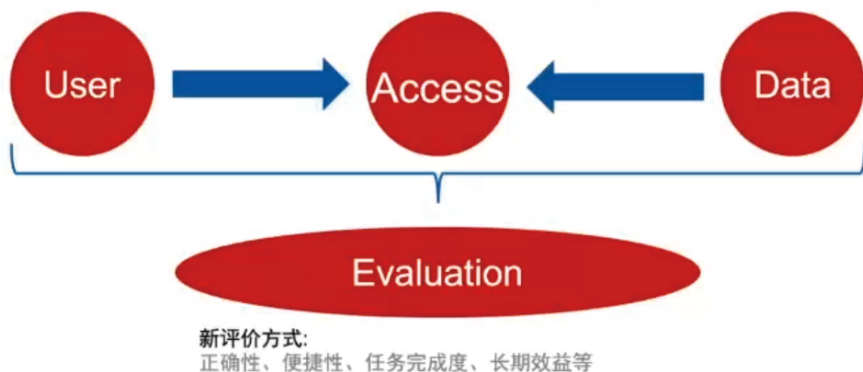 User
Access
Data
Evaluation
新评价方式:
正确性、便捷性、任务完成度、长期效益等